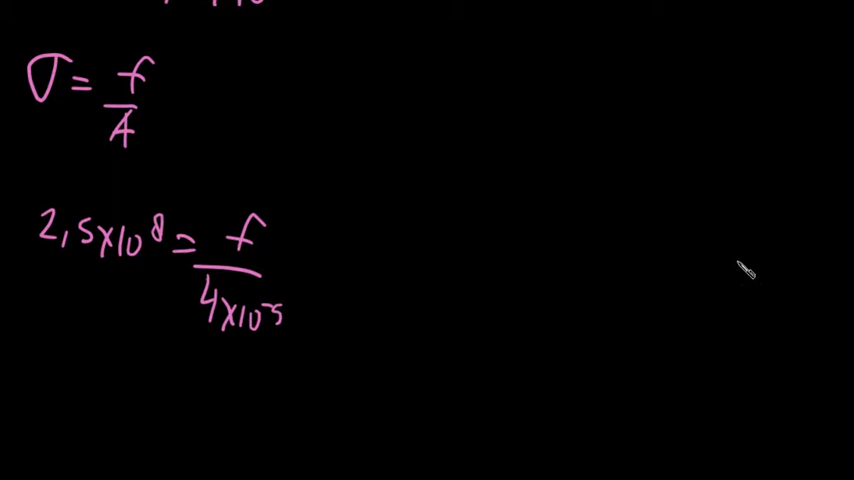 σ = f
A
2,5x10⁸ = f
4x10⁻⁵